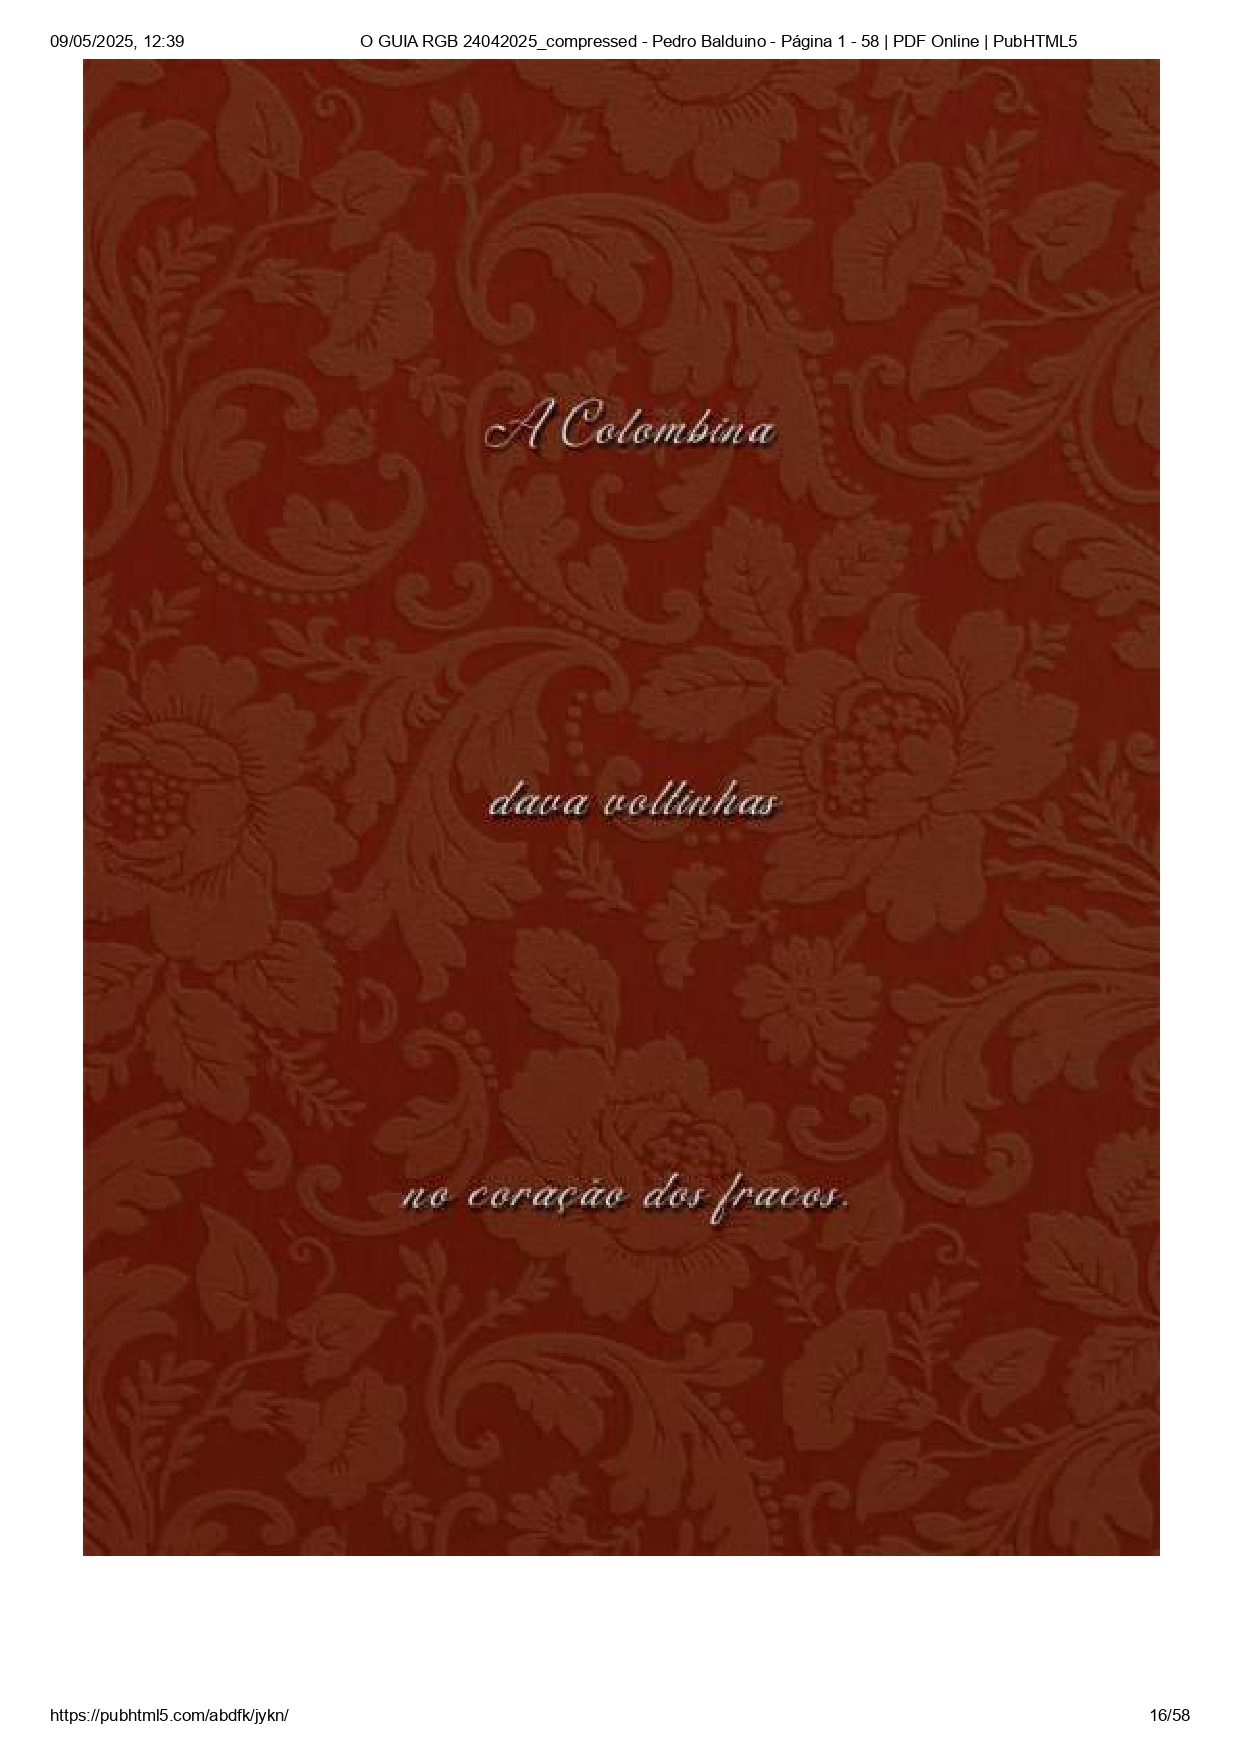 09/05/2025, 12:39 O GUIA RGB 24042025_compressed - Pedro Balduino - Página 1 - 58 | PDF Online | PubHTML5
A Colombina
dava voltinhas
no coração dos fracos.
https://pubhtml5.com/abdfk/jykn/ 16/58